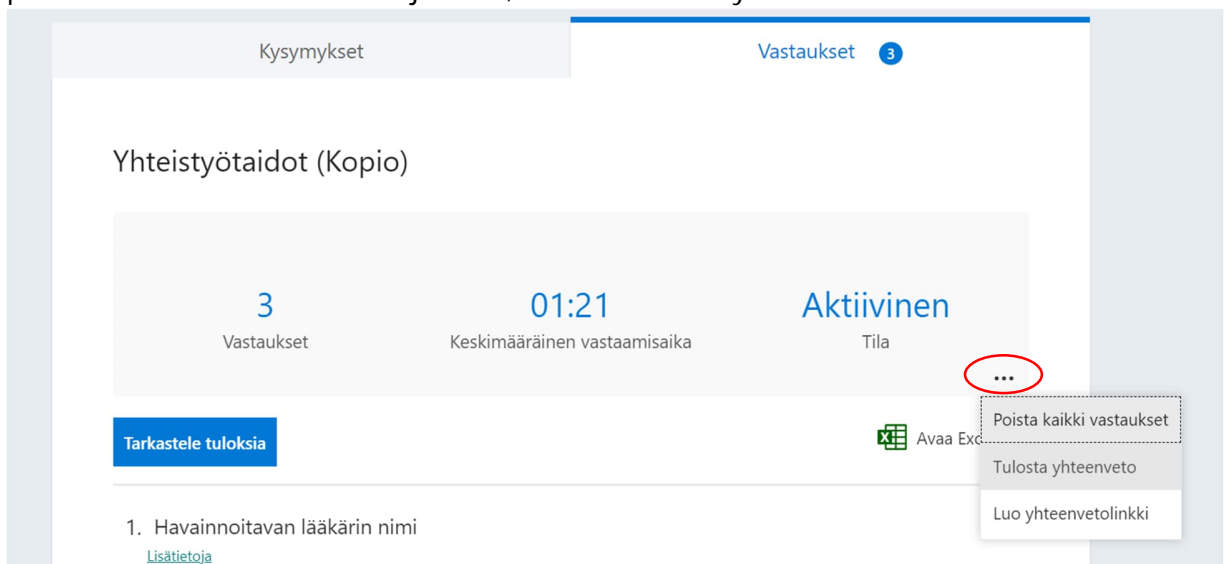 Kysymykset
Vastaukset 3
Yhteistyötaidot (Kopio)
3 01:21 Aktiivinen
Vastaukset Keskimääräinen vastaamisaika Tila
...
Poista kaikki vastaukset
Tarkastele tuloksia
Avaa
Tulosta yhteenveto
Luo yhteenvetolinkki
1. Havainnoitavan lääkärin nimi
Lisätietoja